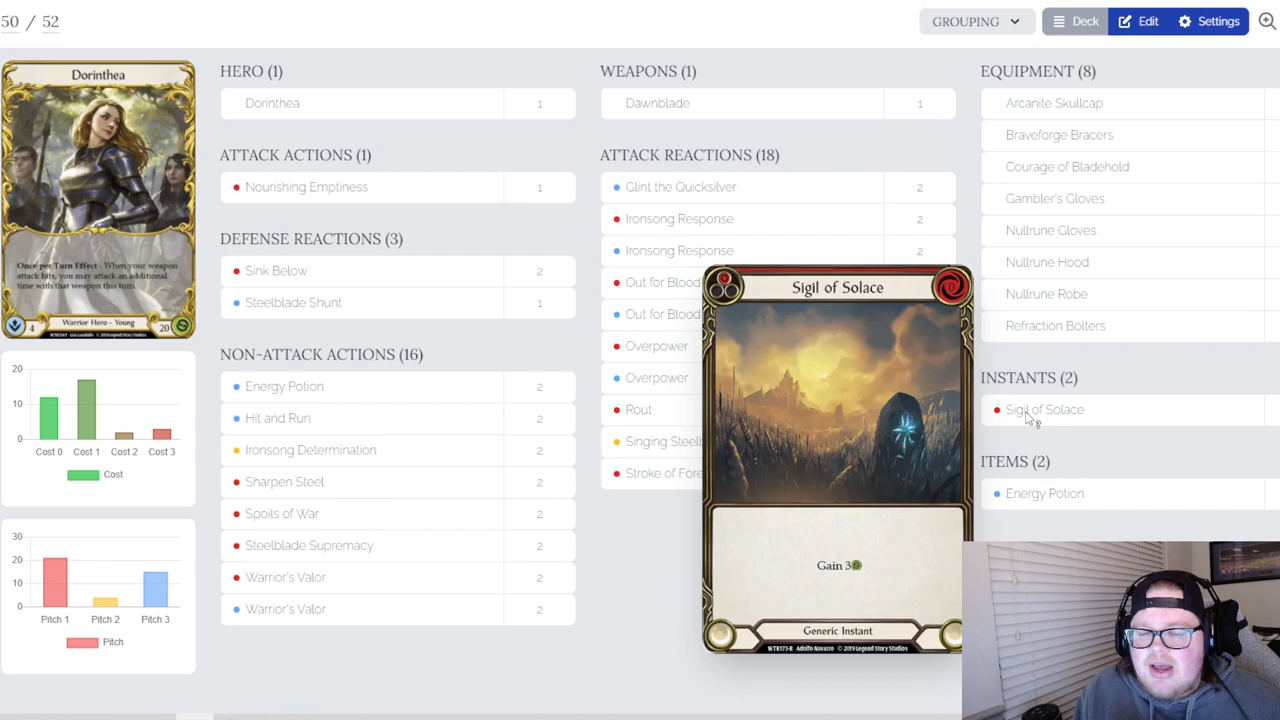 50 / 52
GROUPING
Deck
Edit
Settings
Dorinthea
Once per Turn Effect - When your weapon
attack hits, you may attack an additional
time with that weapon this turn.
4
Warrior Hero - Young
20
HERO (1)
Dorinthea 1
ATTACK ACTIONS (1)
Nourishing Emptiness 1
DEFENSE REACTIONS (3)
Sink Below 2
Steelblade Shunt 1
NON-ATTACK ACTIONS (16)
Energy Potion 2
Hit and Run 2
Ironsong Determination 2
Sharpen Steel 2
Spoils of War 2
Steelblade Supremacy 2
Warrior's Valor 2
Warrior's Valor 2
WEAPONS (1)
Dawnblade 1
ATTACK REACTIONS (18)
Glint the Quicksilver 2
Ironsong Response 2
Ironsong Response 2
Out for Blood
Out for Blood
Overpower
Overpower
Rout
Singing Steelb
Stroke of Fore
Sigil of Solace
Gain 3
Generic Instant
WTR173-R Adolfo Navarro © 2019 Legend Story Studios
EQUIPMENT (8)
Arcanite Skullcap
Braveforge Bracers
Courage of Bladehold
Gambler's Gloves
Nullrune Gloves
Nullrune Hood
Nullrune Robe
Refraction Bolters
INSTANTS (2)
Sigil of Solace
ITEMS (2)
Energy Potion
20
10
0
Cost 0 Cost 1 Cost 2 Cost 3
Cost
30
20
10
0
Pitch 1 Pitch 2 Pitch 3
Pitch